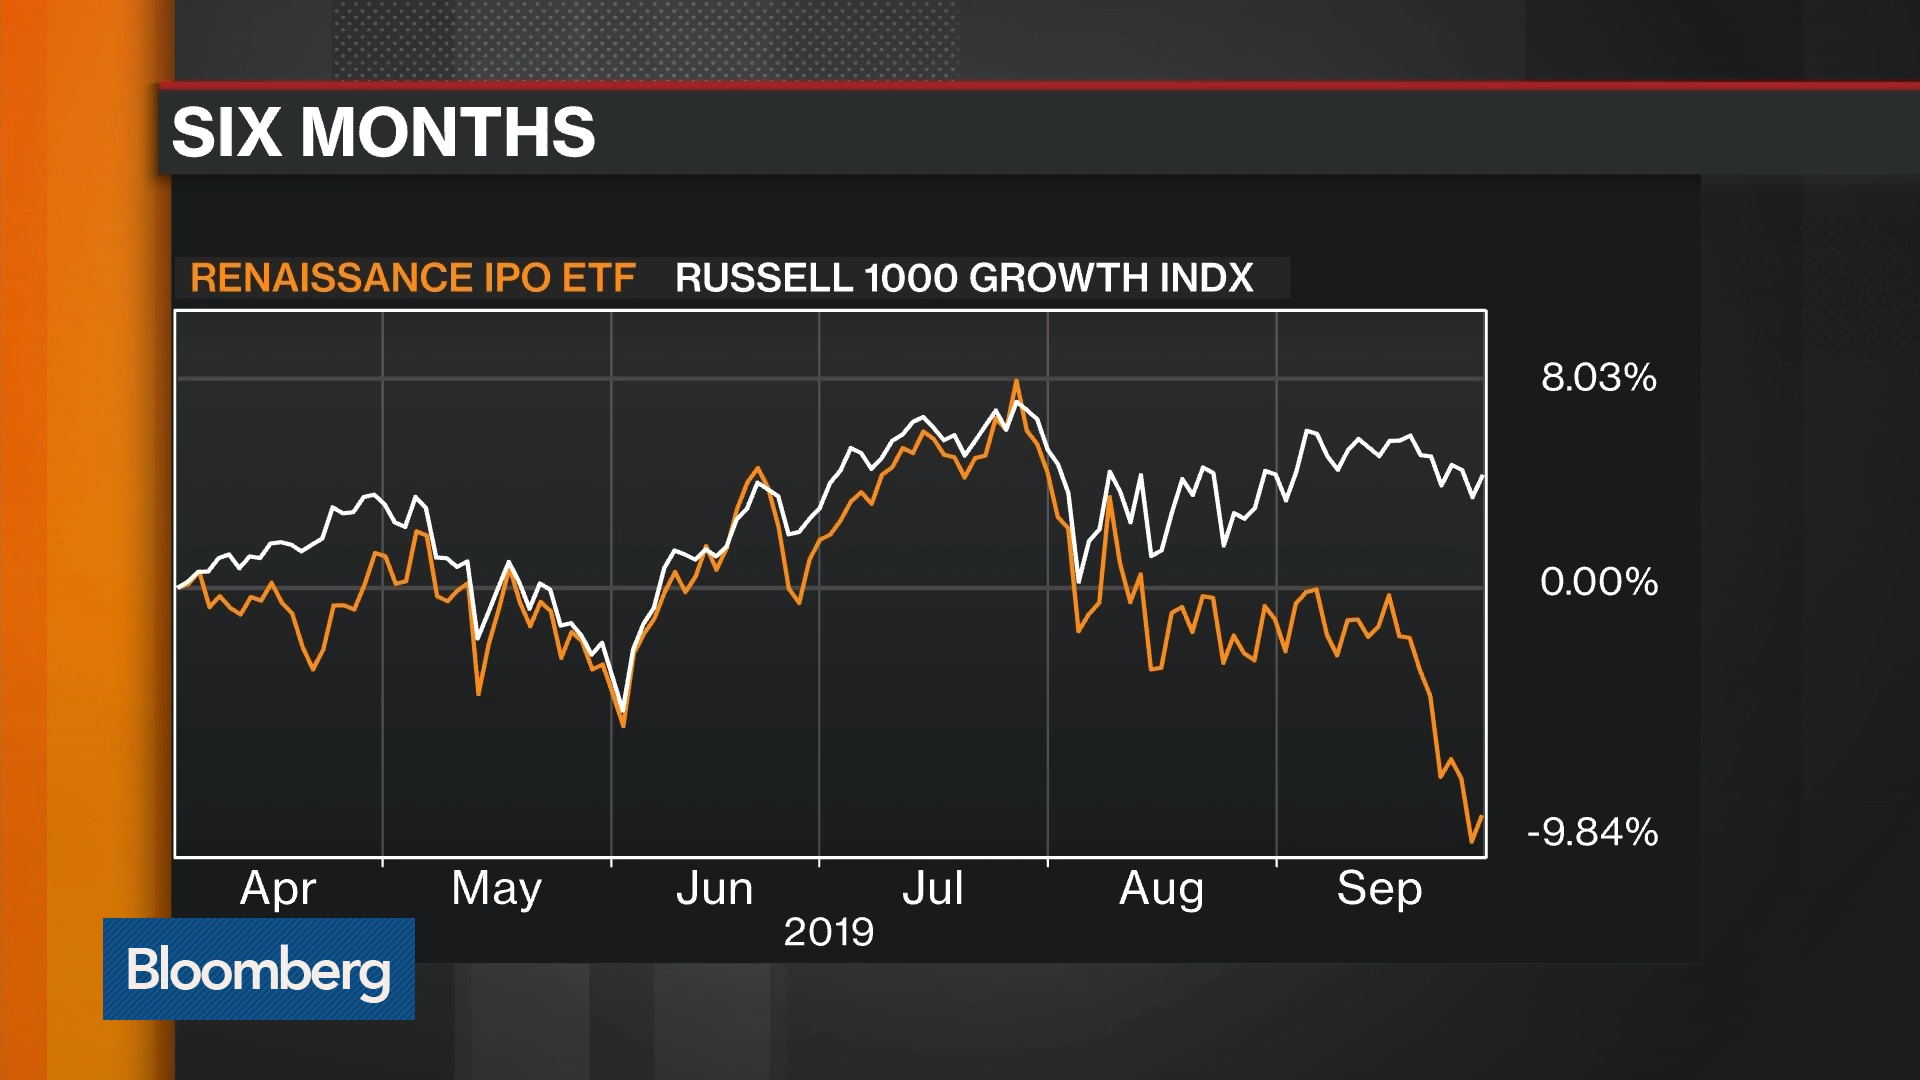 SIX MONTHS
RENAISSANCE IPO ETF RUSSELL 1000 GROWTH INDX
8.03%
0.00%
-9.84%
Apr May Jun Jul Aug Sep
2019
Bloomberg